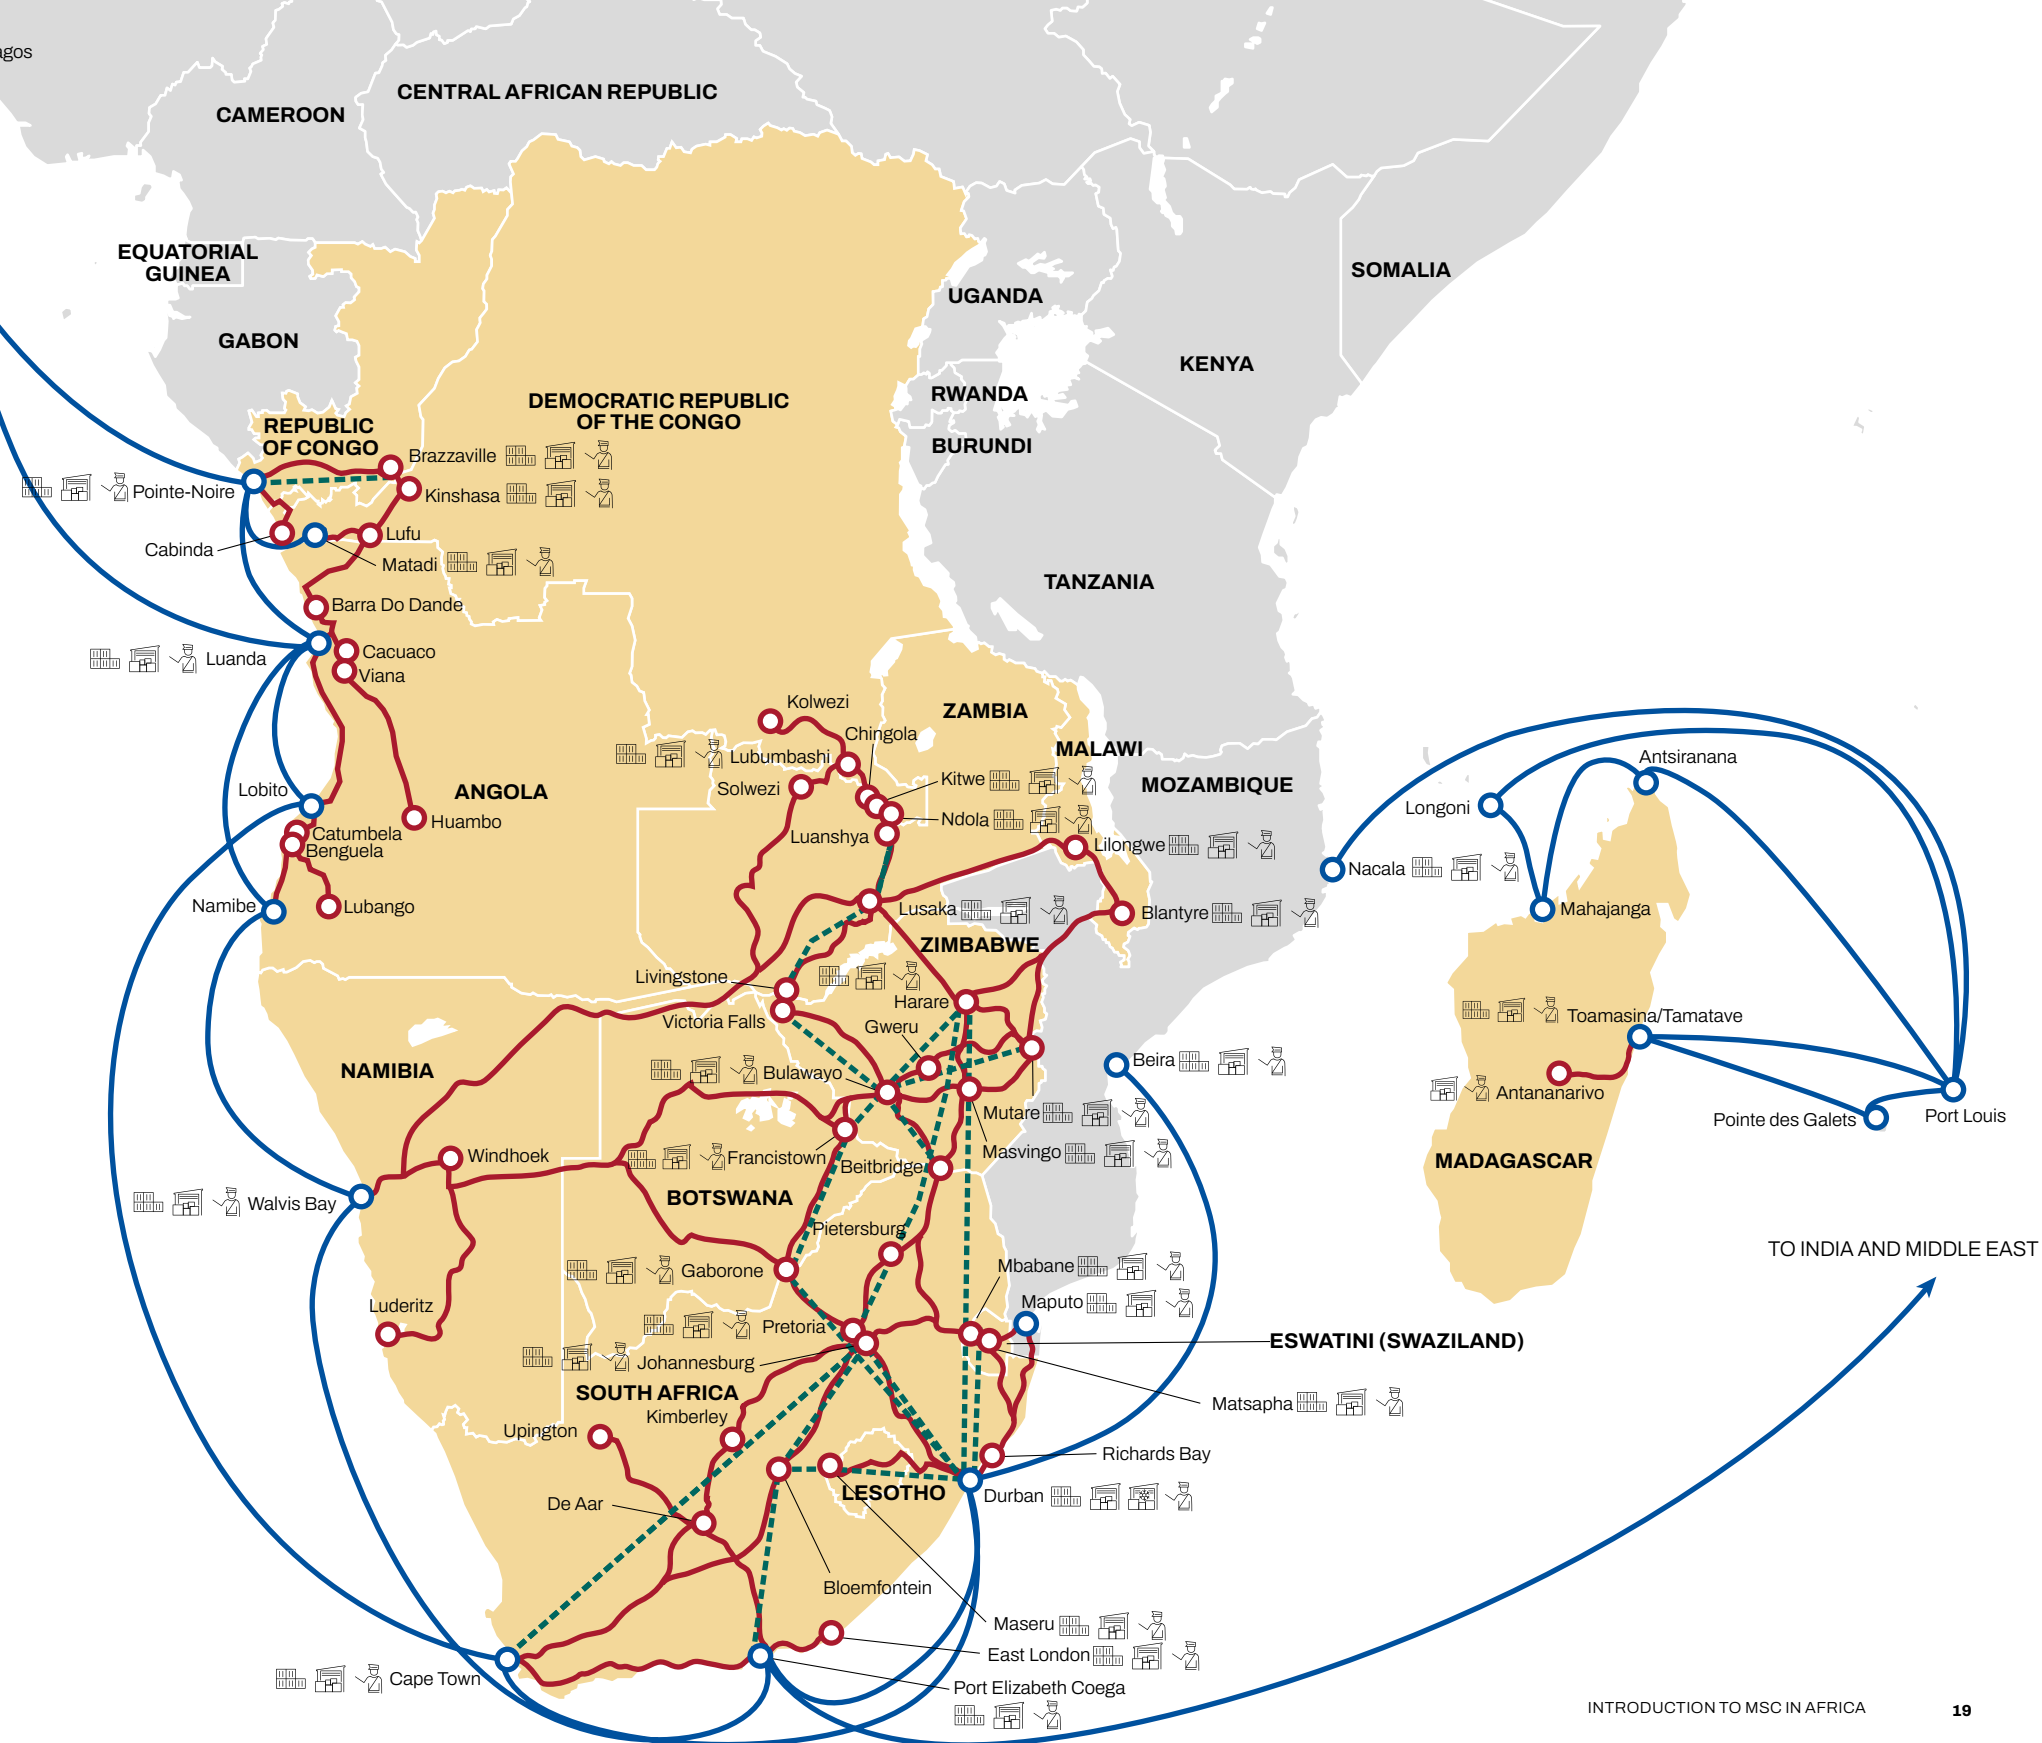 agos
CENTRAL AFRICAN REPUBLIC
CAMEROON
EQUATORIAL
GUINEA
SOMALIA
UGANDA
GABON
KENYA
RWANDA
DEMOCRATIC REPUBLIC
OF THE CONGO
REPUBLIC
OF CONGO
BURUNDI
Brazzaville
Pointe-Noire
Kinshasa
Lufu
Cabinda
Matadi
TANZANIA
Barra Do Dande
Luanda
Cacuaco
Viana
Kolwezi
ZAMBIA
Chingola
MALAWI
Lubumbashi
Antsiranana
Solwezi
Kitwe
MOZAMBIQUE
Lobito
ANGOLA
Longoni
Huambo
Ndola
Catumbela
Luanshya
Benguela
Lilongwe
Nacala
Namibe
Lubango
Lusaka
Blantyre
Mahajanga
ZIMBABWE
Livingstone
Harare
Victoria Falls
Gweru
Toamasina/Tamatave
NAMIBIA
Bulawayo
Beira
Antananarivo
Mutare
Pointe des Galets
Port Louis
Windhoek
Francistown
Masvingo
Beitbridge
MADAGASCAR
BOTSWANA
Walvis Bay
Pietersburg
TO INDIA AND MIDDLE EAST
Gaborone
Mbabane
Luderitz
Maputo
Pretoria
ESWATINI (SWAZILAND)
Johannesburg
SOUTH AFRICA
Matsapha
Kimberley
Upington
Richards Bay
LESOTHO
Durban
De Aar
Bloemfontein
Maseru
East London
Cape Town
Port Elizabeth Coega
INTRODUCTION TO MSC IN AFRICA 19